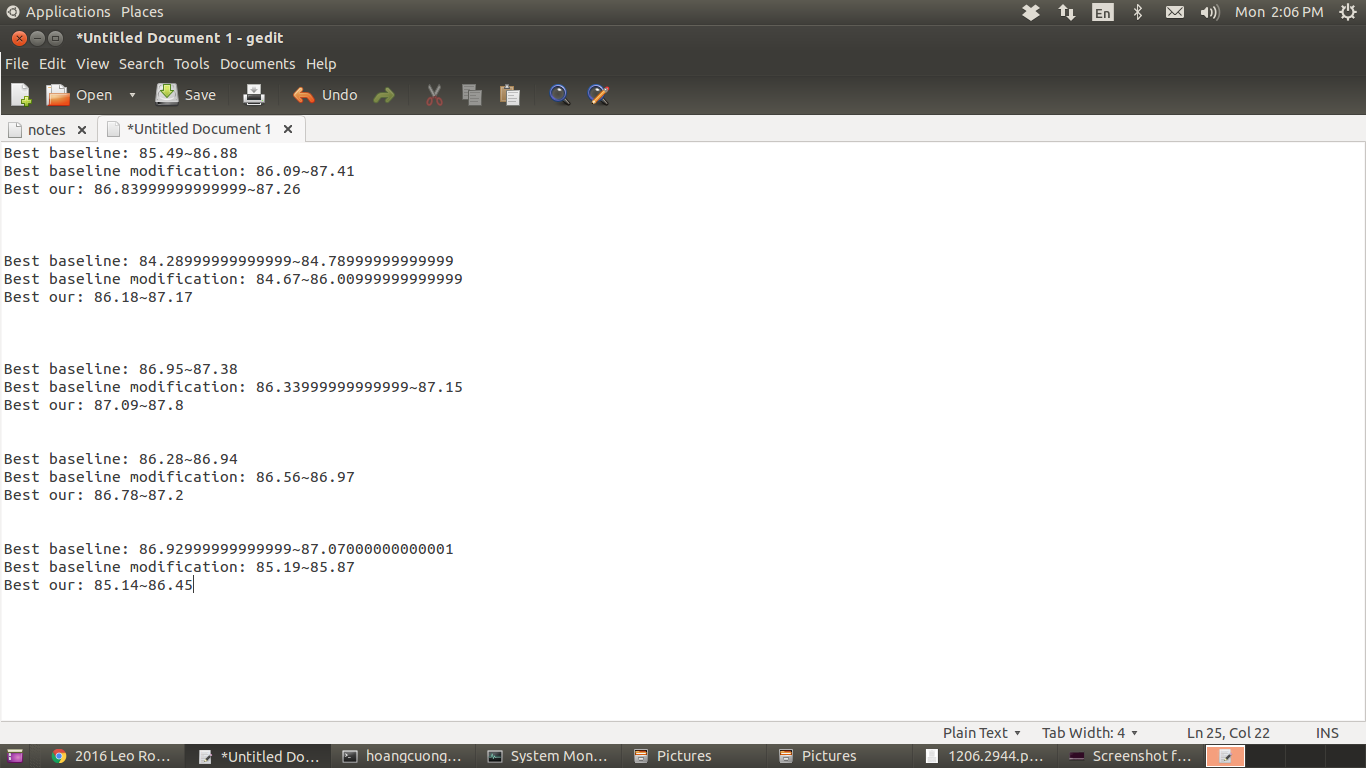 Applications Places En Mon 2:06 PM
*Untitled Document 1 - gedit
File Edit View Search Tools Documents Help
Open Save Undo
notes *Untitled Document 1
Best baseline: 85.49~86.88
Best baseline modification: 86.09~87.41
Best our: 86.83999999999999~87.26
Best baseline: 84.28999999999999~84.78999999999999
Best baseline modification: 84.67~86.00999999999999
Best our: 86.18~87.17
Best baseline: 86.95~87.38
Best baseline modification: 86.33999999999999~87.15
Best our: 87.09~87.8
Best baseline: 86.28~86.94
Best baseline modification: 86.56~86.97
Best our: 86.78~87.2
Best baseline: 86.92999999999999~87.07000000000001
Best baseline modification: 85.19~85.87
Best our: 85.14~86.45
Plain Text Tab Width: 4 Ln 25, Col 22 INS
2016 Leo Ro... *Untitled Do... hoangcuong... System Mon... Pictures Pictures 1206.2944.p... Screenshot f...